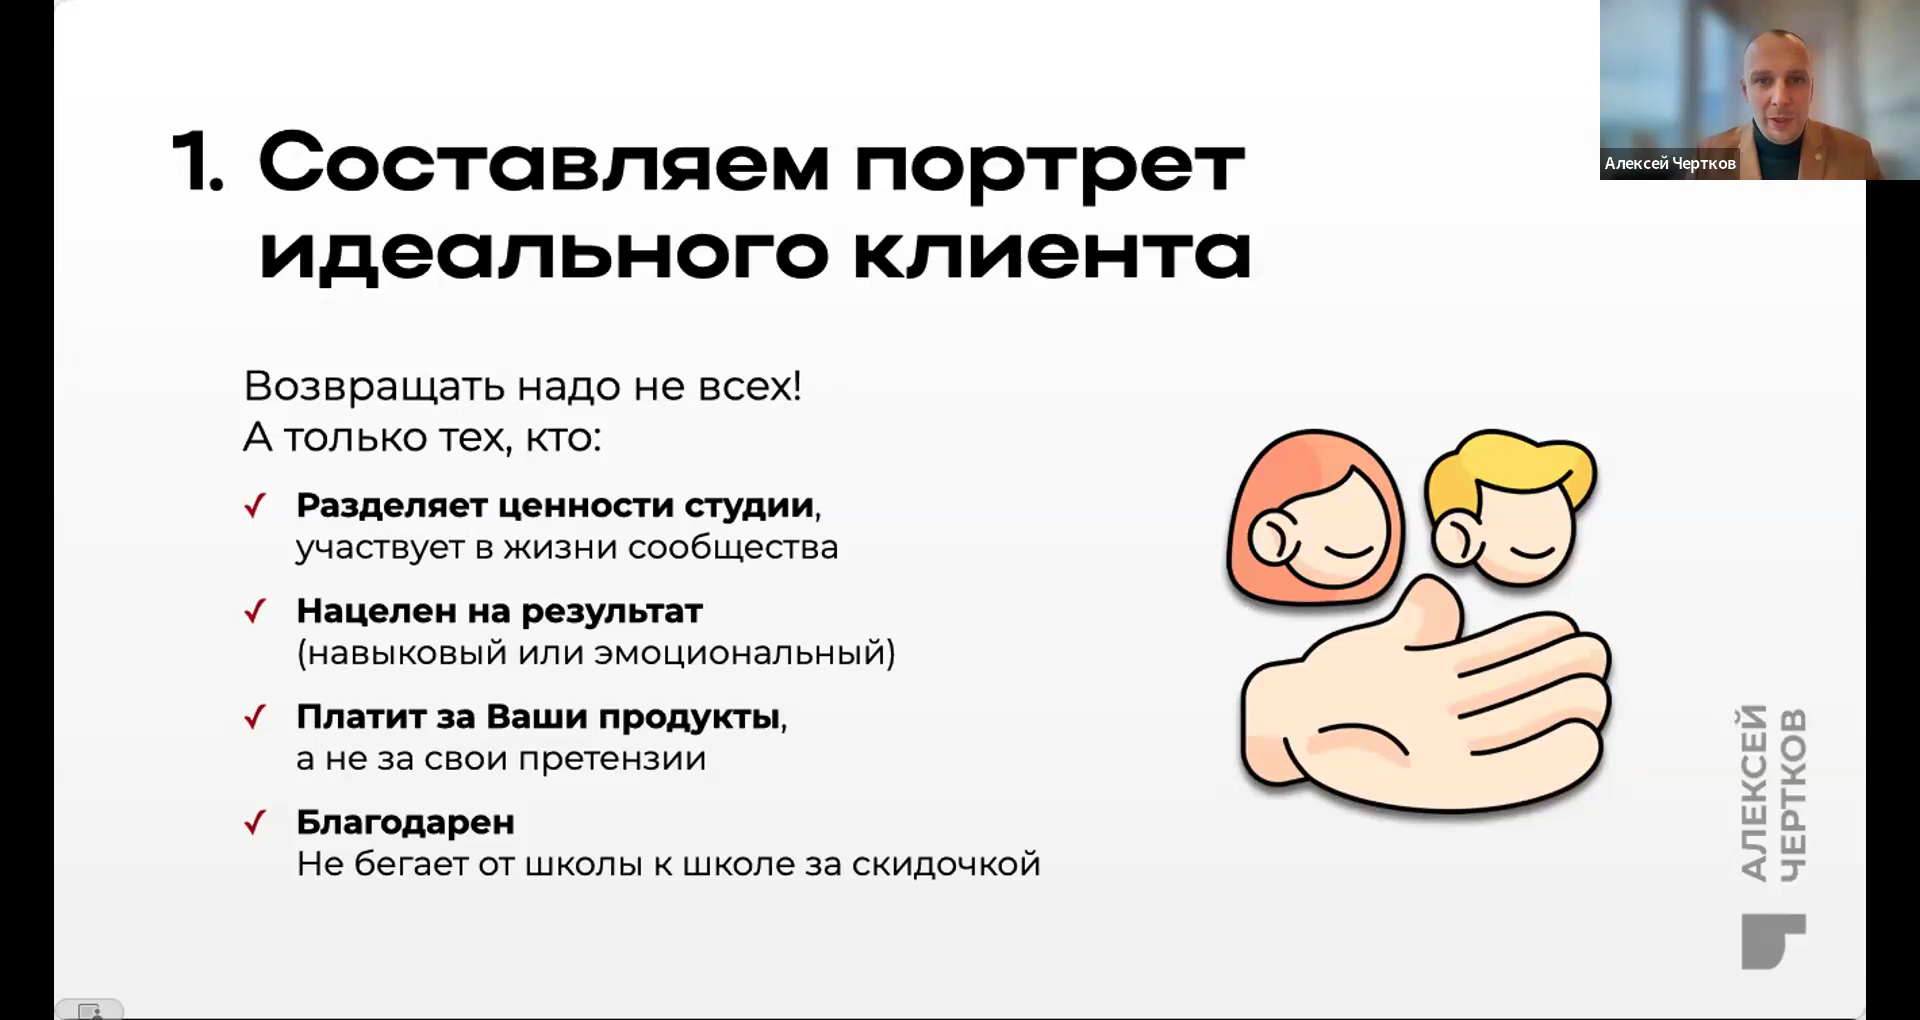 1. Составляем портрет
идеального клиента
Возвращать надо не всех!
А только тех, кто:
✓ Разделяет ценности студии,
участвует в жизни сообщества
✓ Нацелен на результат
(навыковый или эмоциональный)
✓ Платит за Ваши продукты,
а не за свои претензии
✓ Благодарен
Не бегает от школы к школе за скидочкой
Алексей Чертков
АЛЕКСЕЙ
ЧЕРТКОВ